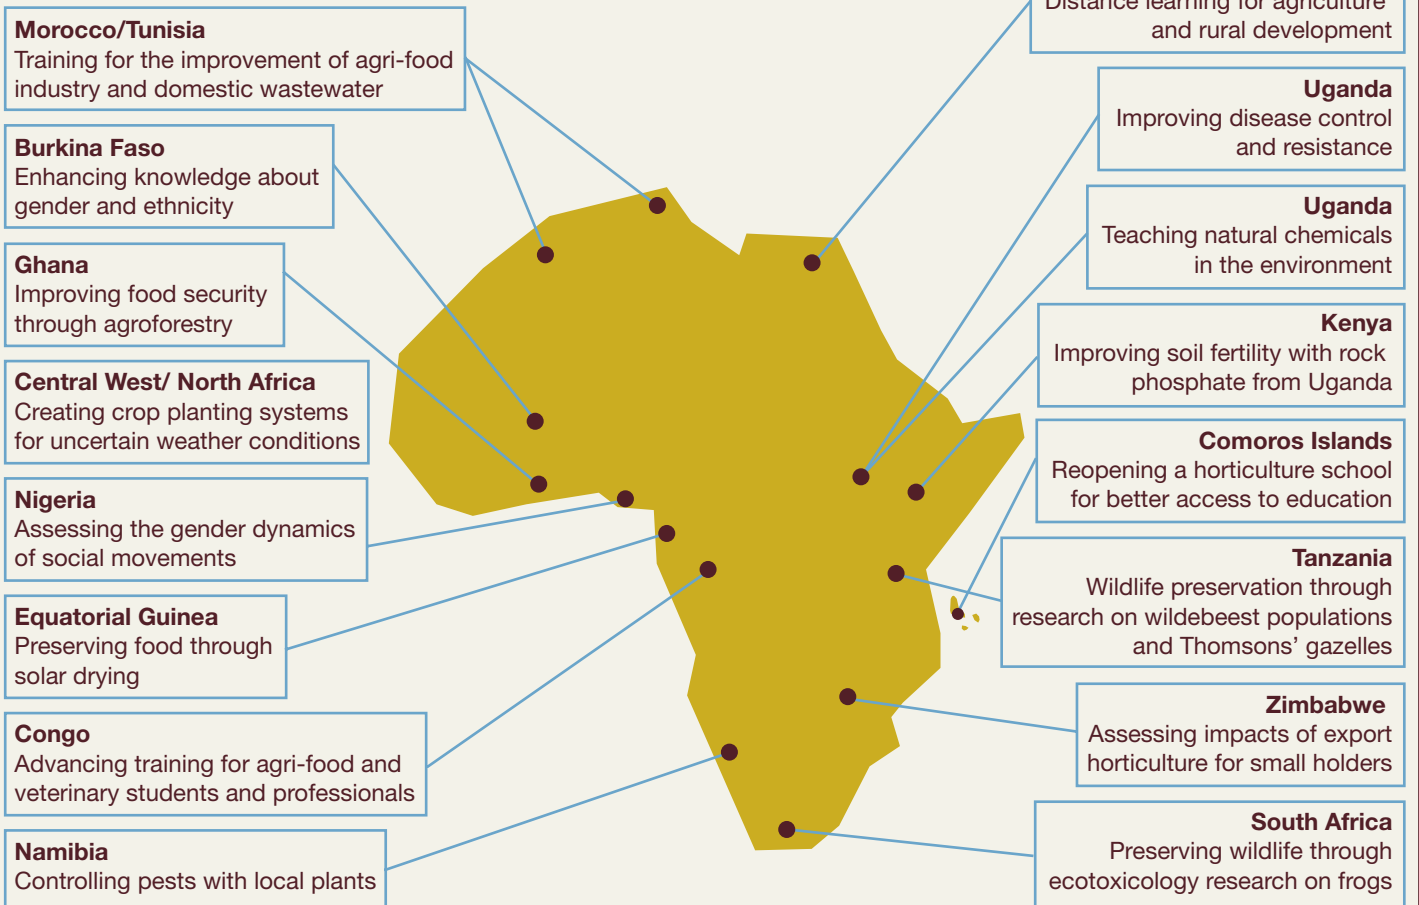 Morocco/Tunisia
Training for the improvement of agri-food
industry and domestic wastewater
Burkina Faso
Enhancing knowledge about
gender and ethnicity
Ghana
Improving food security
through agroforestry
Central West/ North Africa
Creating crop planting systems
for uncertain weather conditions
Nigeria
Assessing the gender dynamics
of social movements
Equatorial Guinea
Preserving food through
solar drying
Congo
Advancing training for agri-food and
veterinary students and professionals
Namibia
Controlling pests with local plants
Distance learning for agriculture
and rural development
Uganda
Improving disease control
and resistance
Uganda
Teaching natural chemicals
in the environment
Kenya
Improving soil fertility with rock
phosphate from Uganda
Comoros Islands
Reopening a horticulture school
for better access to education
Tanzania
Wildlife preservation through
research on wildebeest populations
and Thomsons’ gazelles
Zimbabwe
Assessing impacts of export
horticulture for small holders
South Africa
Preserving wildlife through
ecotoxicology research on frogs